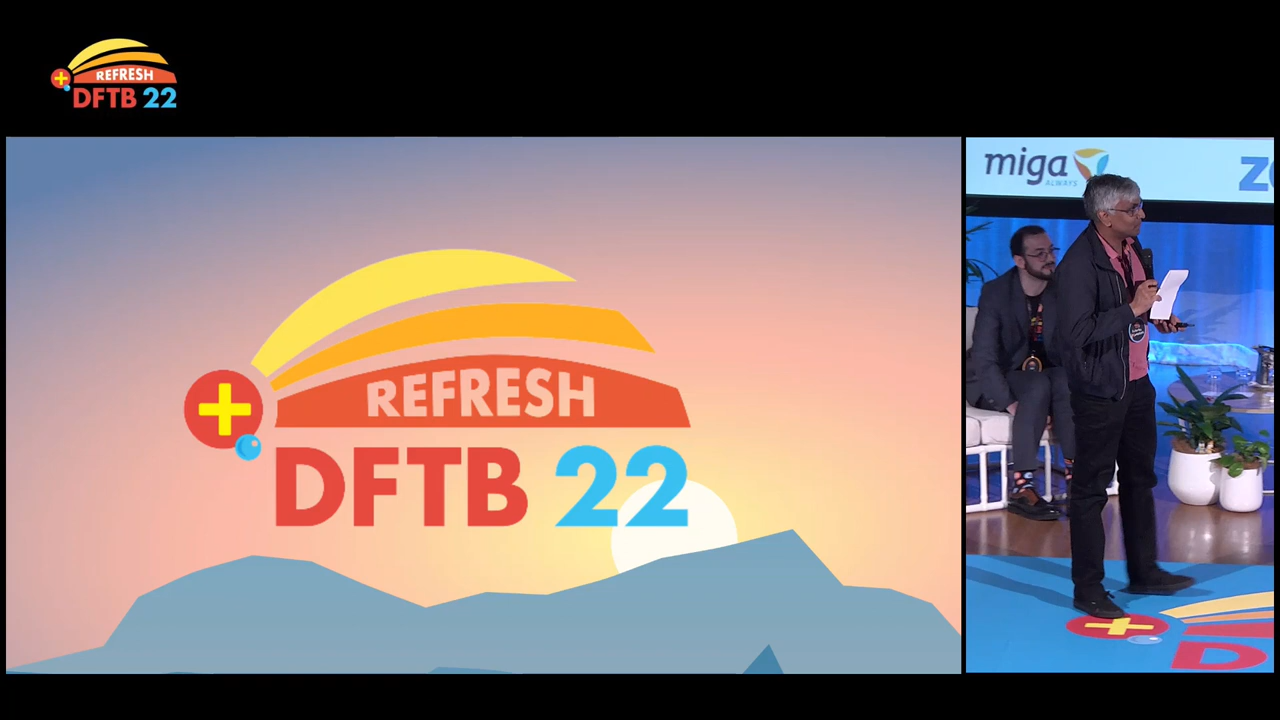 REFRESH
DFTB 22
REFRESH
DFTB 22
miga
ALWAYS
D